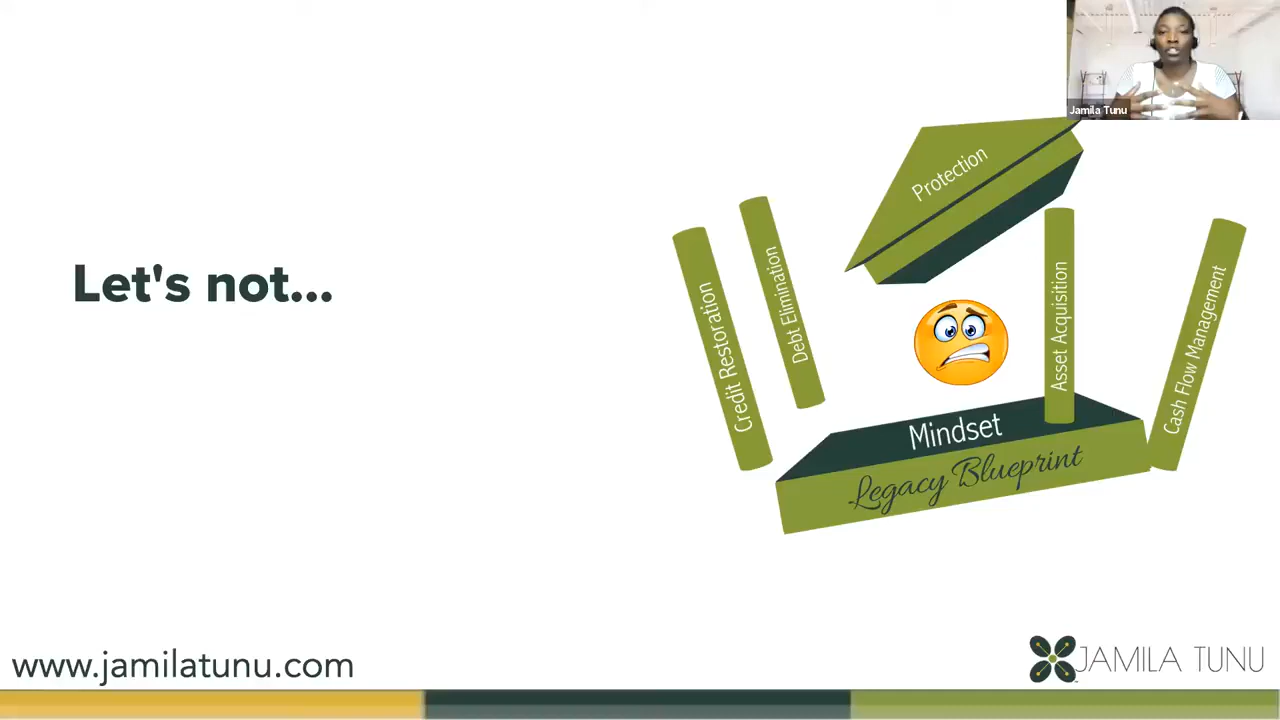 Jamila Tunu
Protection
Let's not...
Credit Restoration
Debt Elimination
Asset Acquisition
Cash Flow Management
Mindset
Legacy Blueprint
www.jamilatunu.com
JAMILA TUNU